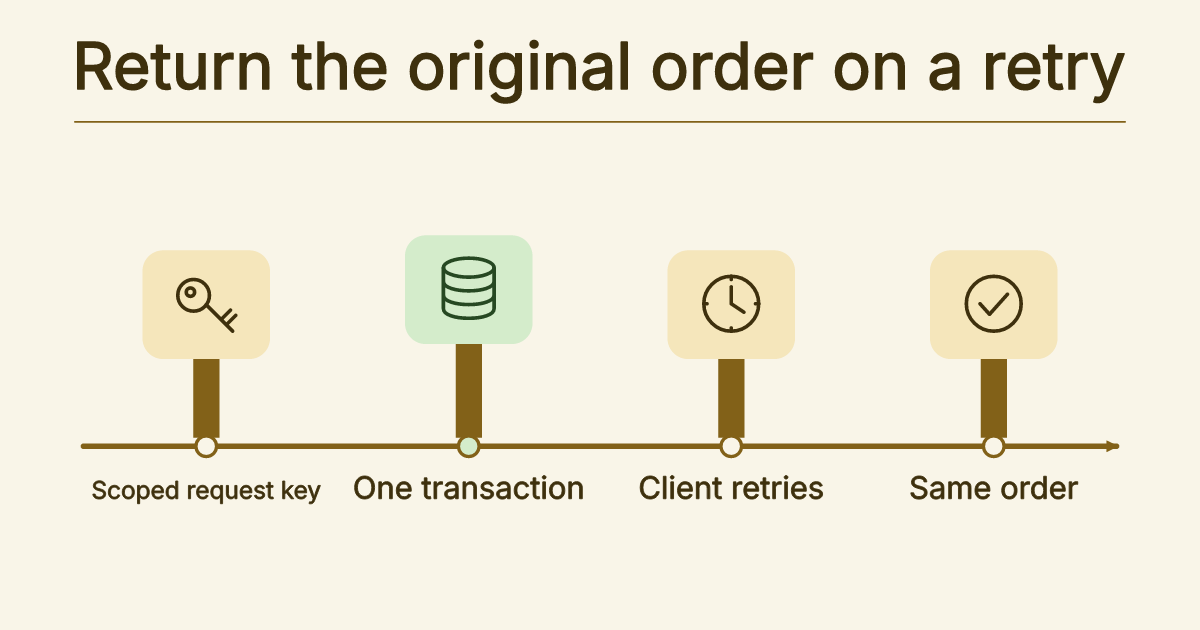 Return the original order on a retry
Scoped request key
One transaction
Client retries
Same order